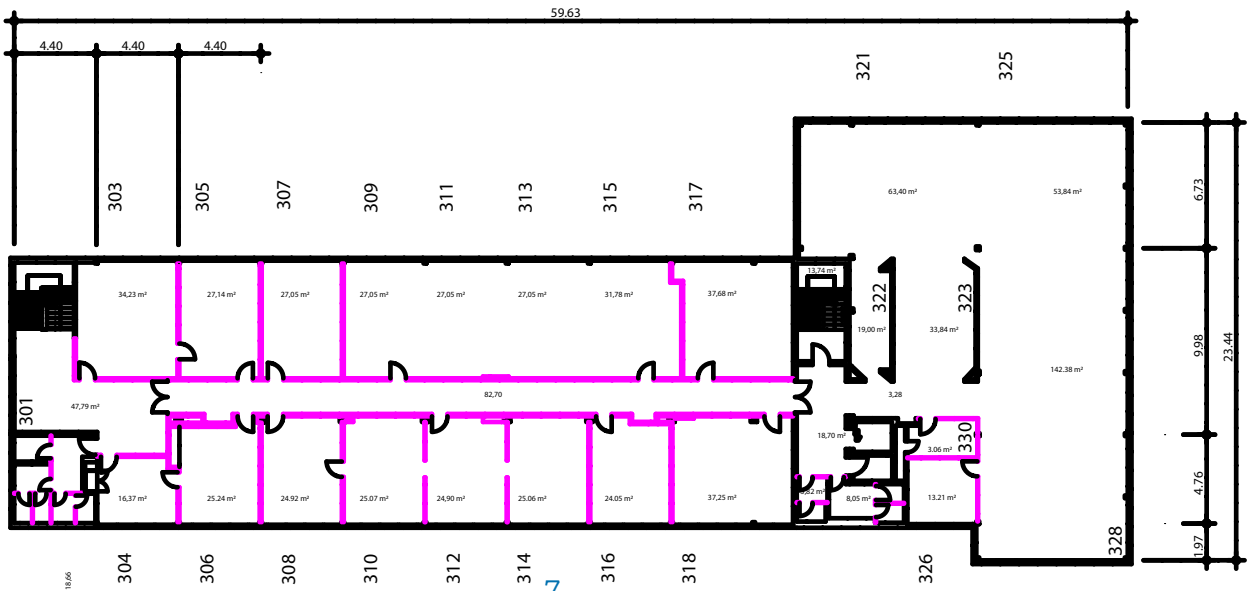 59.63
4.40 4.40 4.40
321
325
303
305
307
309
311
313
315
317
63,40 m²
53,84 m²
6.73
13,74 m²
34,23 m²
27,14 m²
27,05 m²
27,05 m²
27,05 m²
27,05 m²
31,78 m²
37,68 m²
322
323
19,00 m²
33,84 m²
9.98
23.44
142.38 m²
301
47,79 m²
82,70
3,28
18,70 m²
330
3.06 m²
16,37 m²
25.24 m²
24.92 m²
25.07 m²
24,90 m²
25.06 m²
24.05 m²
37,25 m²
8,05 m²
13.21 m²
4.76
328
1.97
18,66
304
306
308
310
312
314
316
318
326
7